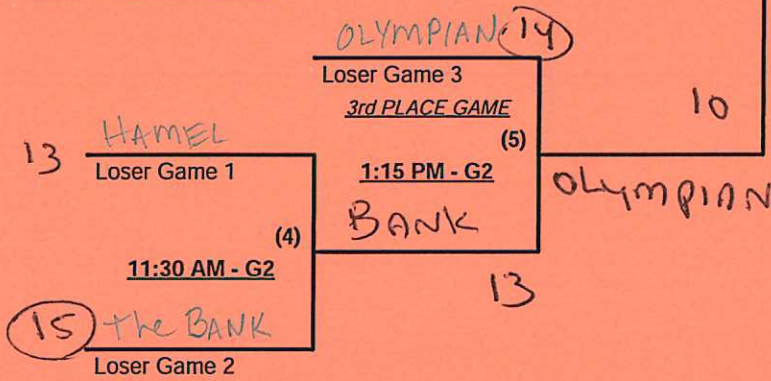 OLYMPIAN 14
Loser Game 3
3rd PLACE GAME
(5)
10
13 HAMEL
Loser Game 1
1:15 PM - G2
OLYMPIAN
BANK
(4)
11:30 AM - G2
13
15 the BANK
Loser Game 2